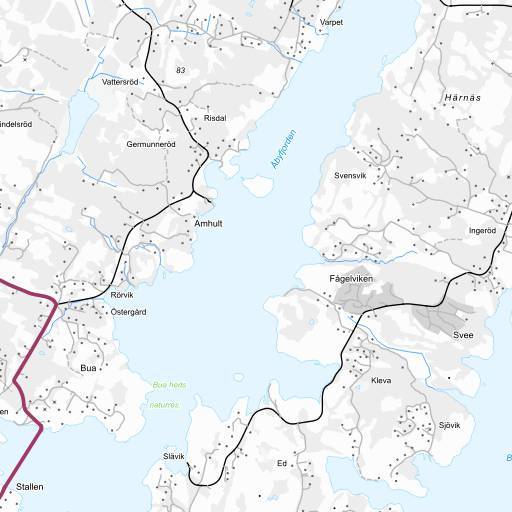 Varpet
83
Vattersröd
Härnäs
Risdal
indelsröd
Åbyfjorden
Germunneröd
Svensvik
Amhult
Ingeröd
Fågelviken
Rörvik
Östergård
Svee
Bua
Kleva
Bua herts
naturres
en
Sjövik
Slävik
Ed
B
Stallen